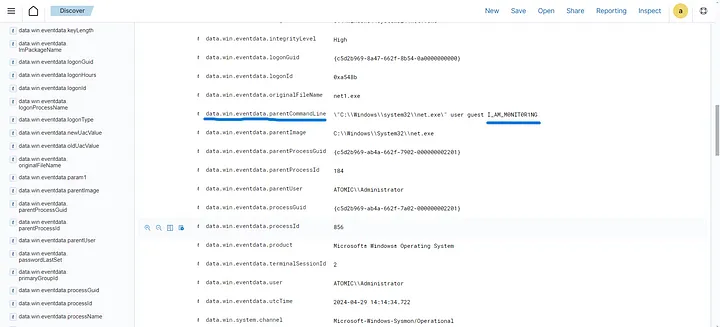 Discover
New Save Open Share Reporting Inspect
a
data.win.eventdata.keyLength
data.win.eventdata.
lmPackageName
data.win.eventdata.logonGuid
data.win.eventdata.logonHours
data.win.eventdata.logonId
data.win.eventdata.
logonProcessName
data.win.eventdata.logonType
data.win.eventdata.newUacValue
data.win.eventdata.oldUacValue
data.win.eventdata.
originalFileName
data.win.eventdata.param1
data.win.eventdata.parentImage
data.win.eventdata.
parentProcessGuid
data.win.eventdata.
parentProcessId
data.win.eventdata.parentUser
data.win.eventdata.
passwordLastSet
data.win.eventdata.
primaryGroupId
data.win.eventdata.processGuid
data.win.eventdata.processId
data.win.eventdata.processName
t data.win.eventdata.integrityLevel High
t data.win.eventdata.logonGuid {c5d2b969-8a47-662f-8b54-0a0000000000}
t data.win.eventdata.logonId 0xa548b
t data.win.eventdata.originalFileName net1.exe
t data.win.eventdata.parentCommandLine \"C:\\Windows\\system32\\net.exe\" user guest I_AM_M0NIT0R1NG
t data.win.eventdata.parentImage C:\\Windows\\System32\\net.exe
t data.win.eventdata.parentProcessGuid {c5d2b969-ab4a-662f-7902-000000002201}
t data.win.eventdata.parentProcessId 184
t data.win.eventdata.parentUser ATOMIC\\Administrator
t data.win.eventdata.processGuid {c5d2b969-ab4a-662f-7a02-000000002201}
t data.win.eventdata.processId 856
t data.win.eventdata.product Microsoft® Windows® Operating System
t data.win.eventdata.terminalSessionId 2
t data.win.eventdata.user ATOMIC\\Administrator
t data.win.eventdata.utcTime 2024-04-29 14:14:34.722
t data.win.system.channel Microsoft-Windows-Sysmon/Operational